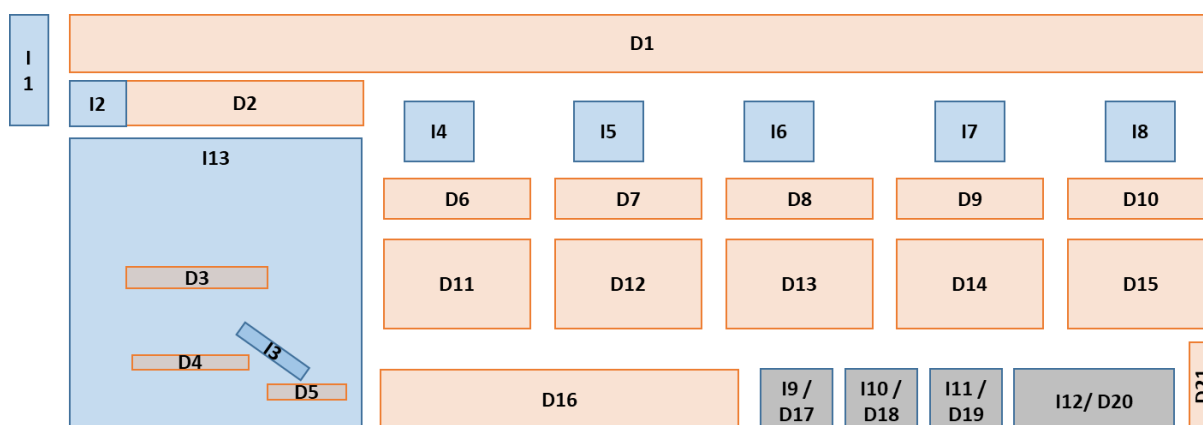 I
1
D1
I2
D2
I4
I5
I6
I7
I8
I13
D6
D7
D8
D9
D10
D3
D11
D12
D13
D14
D15
I3
D4
D5
D16
I9 /
D17
I10 /
D18
I11 /
D19
I12/ D20
D21